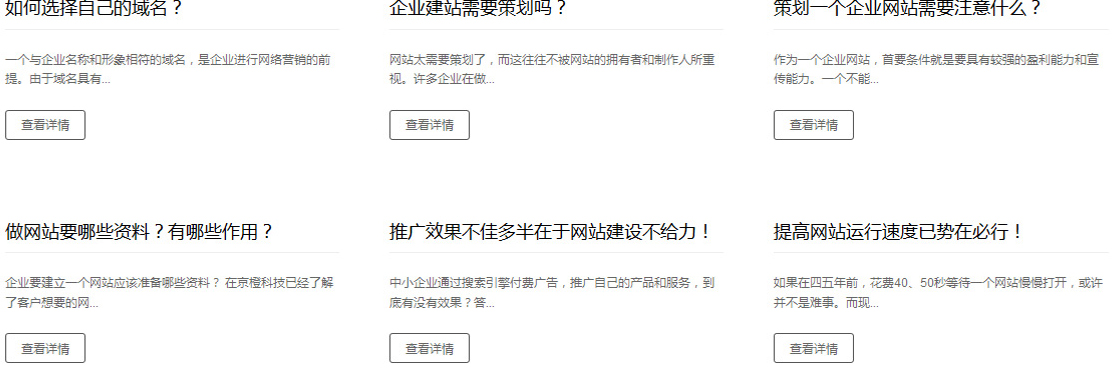 如何选择自己的域名？
一个与企业名称和形象相符的域名，是企业进行网络营销的前
提。由于域名具有...
查看详情
企业建站需要策划吗？
网站太需要策划了，而这往往不被网站的拥有者和制作人所重
视。许多企业在做...
查看详情
策划一个企业网站需要注意什么？
作为一个企业网站，首要条件就是要具有较强的盈利能力和宣
传能力。一个不能...
查看详情
做网站要哪些资料？有哪些作用？
企业要建立一个网站应该准备哪些资料？ 在京橙科技已经了解
了客户想要的网...
查看详情
推广效果不佳多半在于网站建设不给力！
中小企业通过搜索引擎付费广告，推广自己的产品和服务，到
底有没有效果？答...
查看详情
提高网站运行速度已势在必行！
如果在四五年前，花费40、50秒等待一个网站慢慢打开，或许
并不是难事。而现...
查看详情